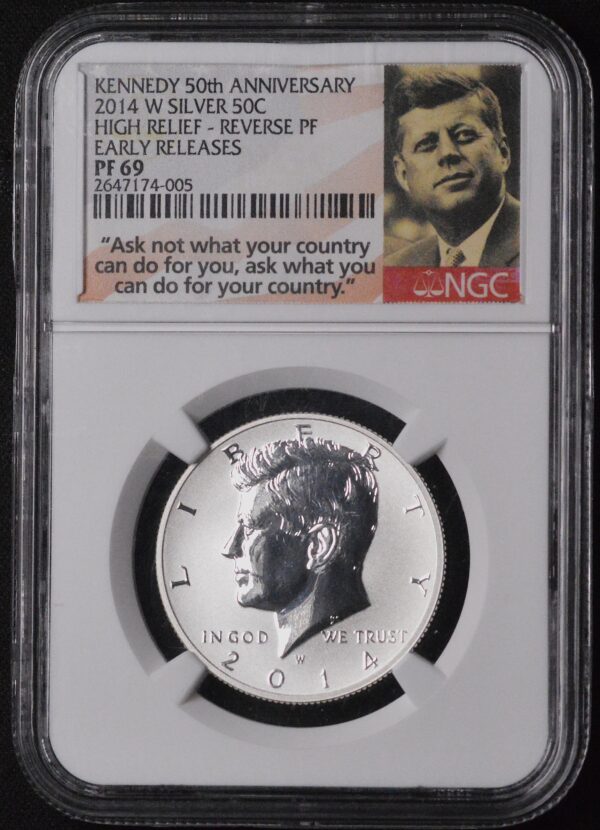 KENNEDY 50th ANNIVERSARY
2014 W SILVER 50C
HIGH RELIEF - REVERSE PF
EARLY RELEASES
PF 69
2647174-005
"Ask not what your country
can do for you, ask what you
can do for your country."
NGC
LIBERTY
IN GOD WE TRUST
W
2014